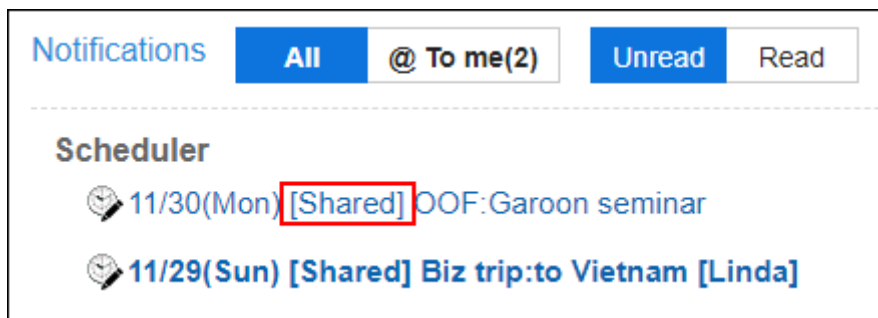 Notifications All @ To me(2) Unread Read
Scheduler
11/30(Mon) [Shared] OOF:Garoon seminar
11/29(Sun) [Shared] Biz trip:to Vietnam [Linda]